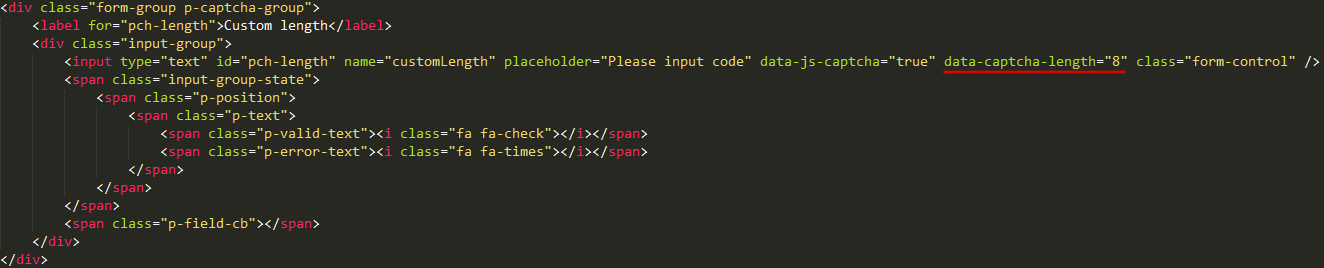 <div class="form-group p-captcha-group">
    <label for="pch-length">Custom length</label>
    <div class="input-group">
        <input type="text" id="pch-length" name="customLength" placeholder="Please input code" data-js-captcha="true" data-captcha-length="8" class="form-control" />
        <span class="input-group-state">
            <span class="p-position">
                <span class="p-text">
                    <span class="p-valid-text"><i class="fa fa-check"></i></span>
                    <span class="p-error-text"><i class="fa fa-times"></i></span>
                </span>
            </span>
        </span>
        <span class="p-field-cb"></span>
    </div>
</div>